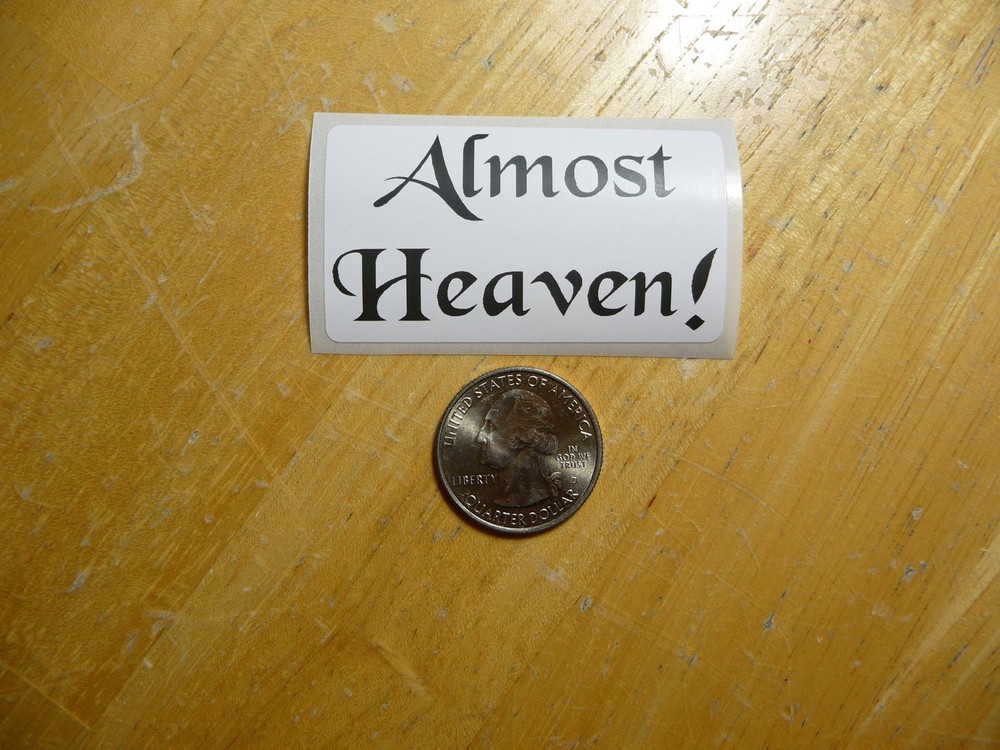 Almost
Heaven!
UNITED STATES OF AMERICA
IN
GOD WE
TRUST
LIBERTY
D
QUARTER DOLLAR